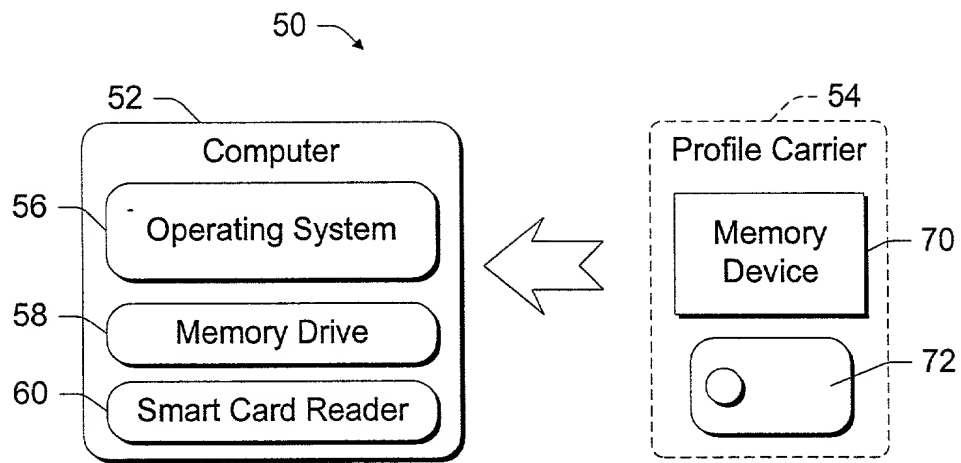 50
52
54
Computer
Profile Carrier
56
Operating System
Memory
Device
70
58
Memory Drive
72
60
Smart Card Reader